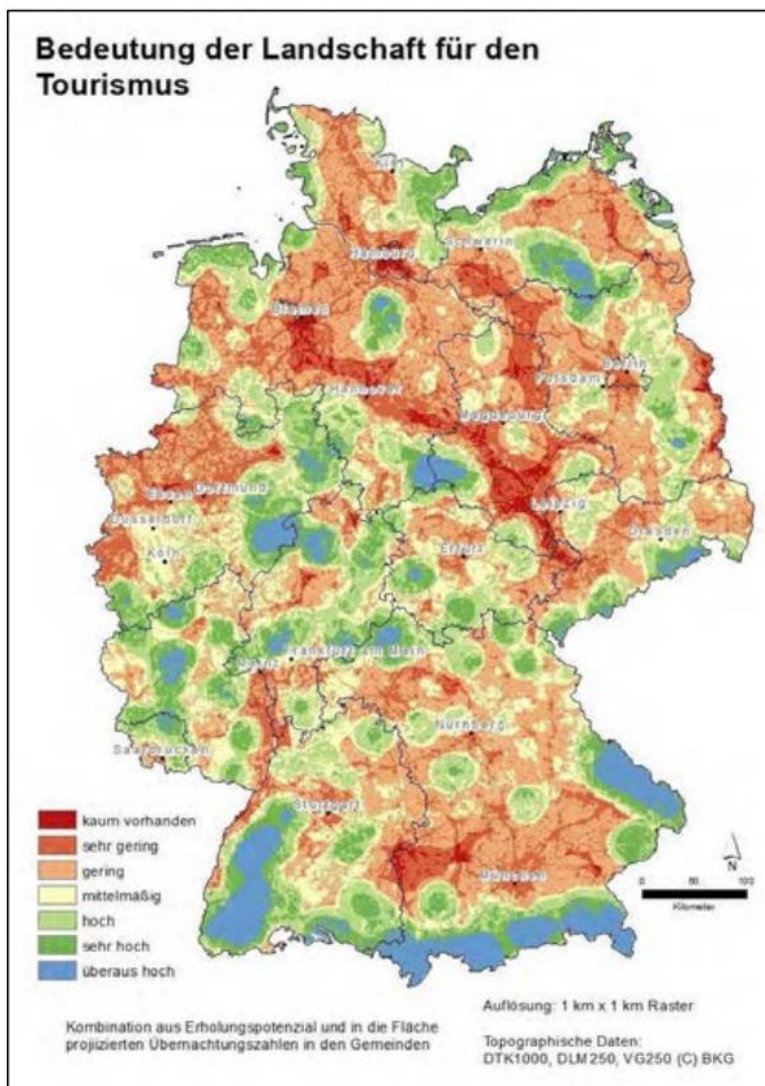 Bedeutung der Landschaft für den
Tourismus
Kiel
Schwerin
Hamburg
Bremen
Berlin
Potsdam
Hannover
Magdeburg
Essen
Dortmund
Leipzig
Düsseldorf
Dresden
Köln
Erfurt
Frankfurt am Main
Mainz
Nürnberg
Saarbrücken
Stuttgart
München
kaum vorhanden
sehr gering
gering
mittelmäßig
hoch
sehr hoch
überaus hoch
N
0 50 100
Kilometer
Auflösung: 1 km x 1 km Raster
Kombination aus Erholungspotenzial und in die Fläche
projizierten Übernachtungszahlen in den Gemeinden
Topographische Daten:
DTK1000, DLM250, VG250 (C) BKG